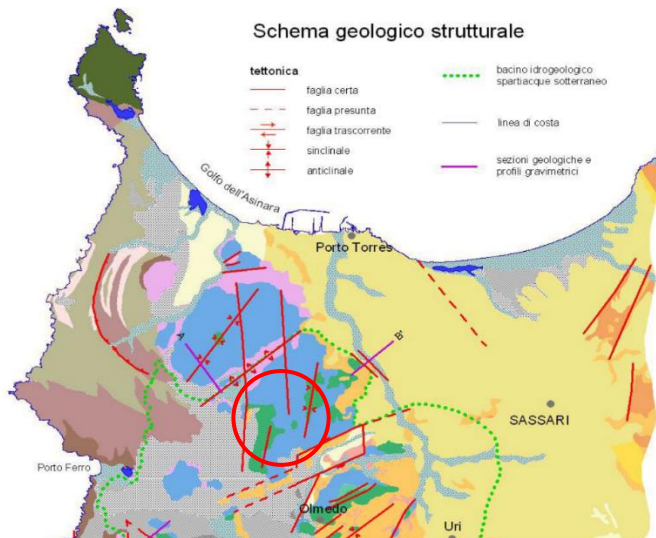 Schema geologico strutturale
tettonica
faglia certa
faglia presunta
faglia trascorrente
sinclinale
anticlinale
bacino idrogeologico
spartiacque sotterraneo
linea di costa
sezioni geologiche e
profili gravimetrici
Golfo dell'Asinara
Porto Torres
A
B'
SASSARI
Porto Ferro
Olmedo
Uri